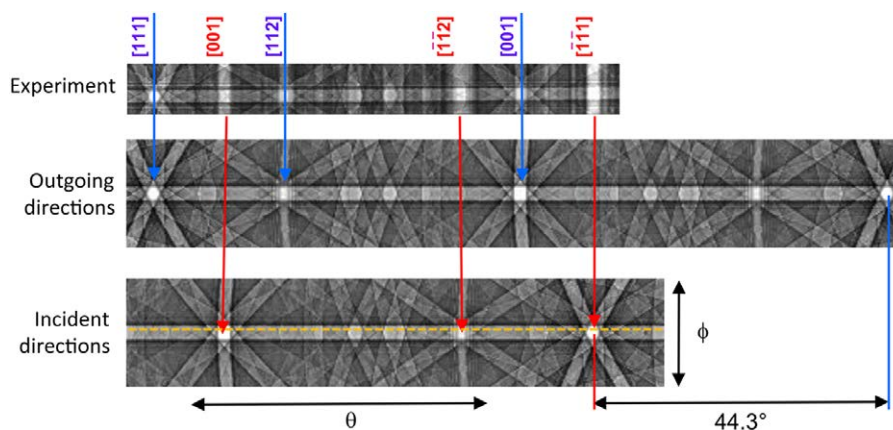 [111]
[001]
[112]
[1̄1̄2]
[001]
[1̄1̄1]
Experiment
Outgoing
directions
Incident
directions
ϕ
θ
44.3°